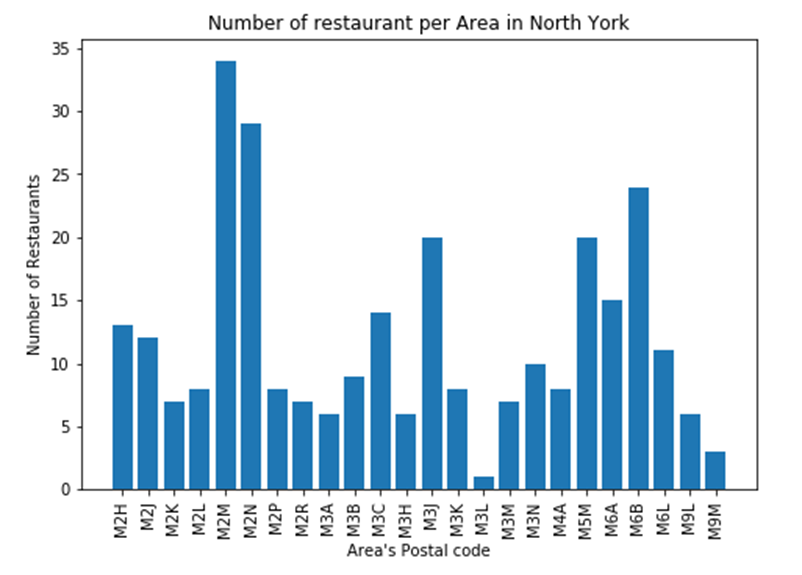 Number of restaurant per Area in North York
Number of Restaurants
35
30
25
20
15
10
5
0
M2H M2J M2K M2L M2M M2N M2P M2R M3A M3B M3C M3H M3J M3K M3L M3M M3N M4A M5M M6A M6B M6L M9L M9M
Area's Postal code